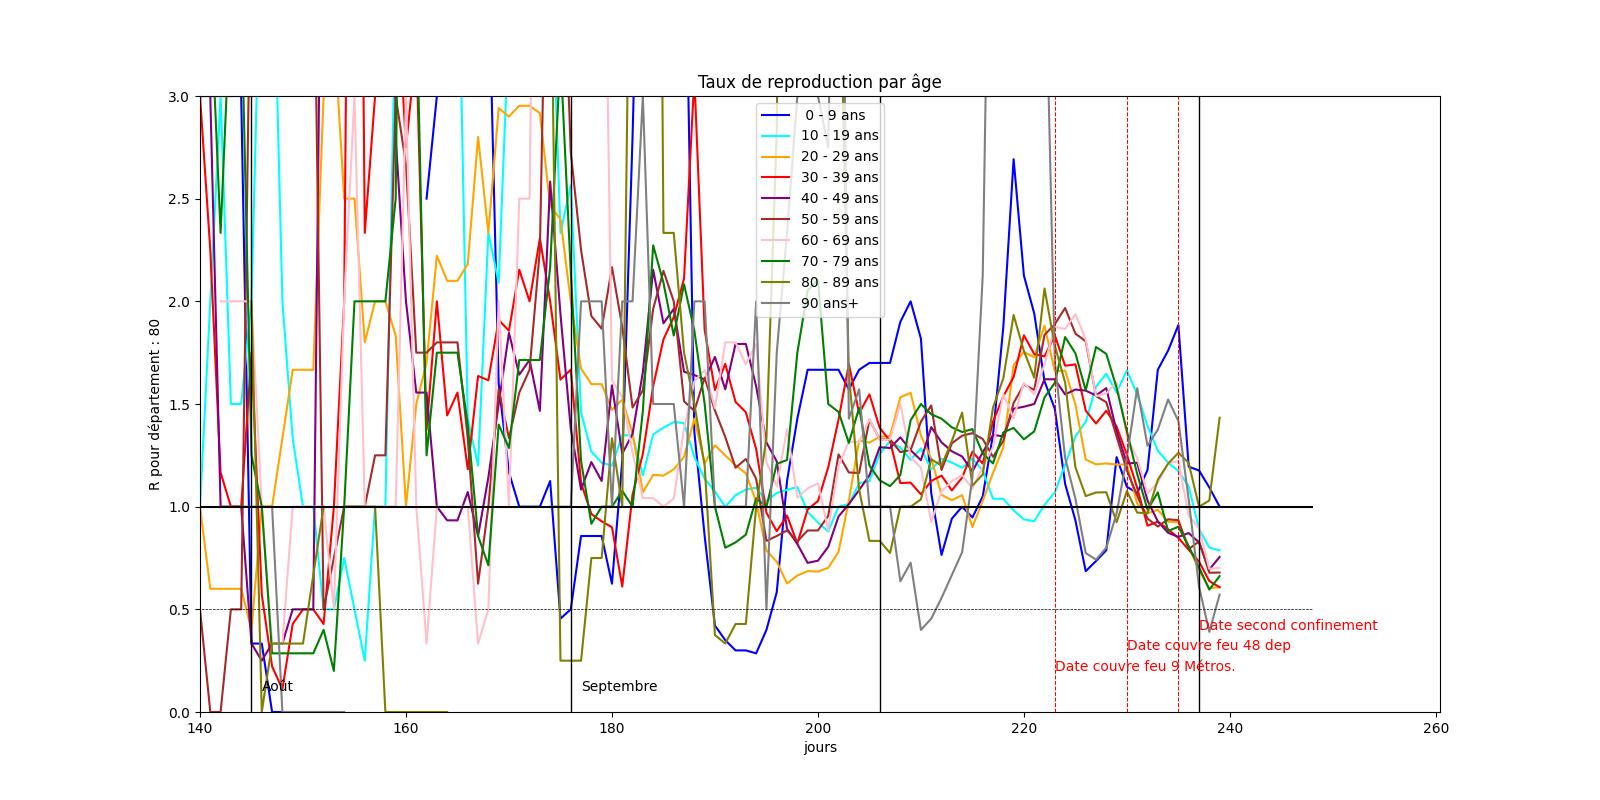 Taux de reproduction par âge
R pour département : 80
3.0
2.5
2.0
1.5
1.0
0.5
0.0
0 - 9 ans
10 - 19 ans
20 - 29 ans
30 - 39 ans
40 - 49 ans
50 - 59 ans
60 - 69 ans
70 - 79 ans
80 - 89 ans
90 ans+
Date second confinement
Date couvre feu 48 dep
Date couvre feu 9 Métros.
Août
Septembre
140
160
180
200
220
240
260
jours